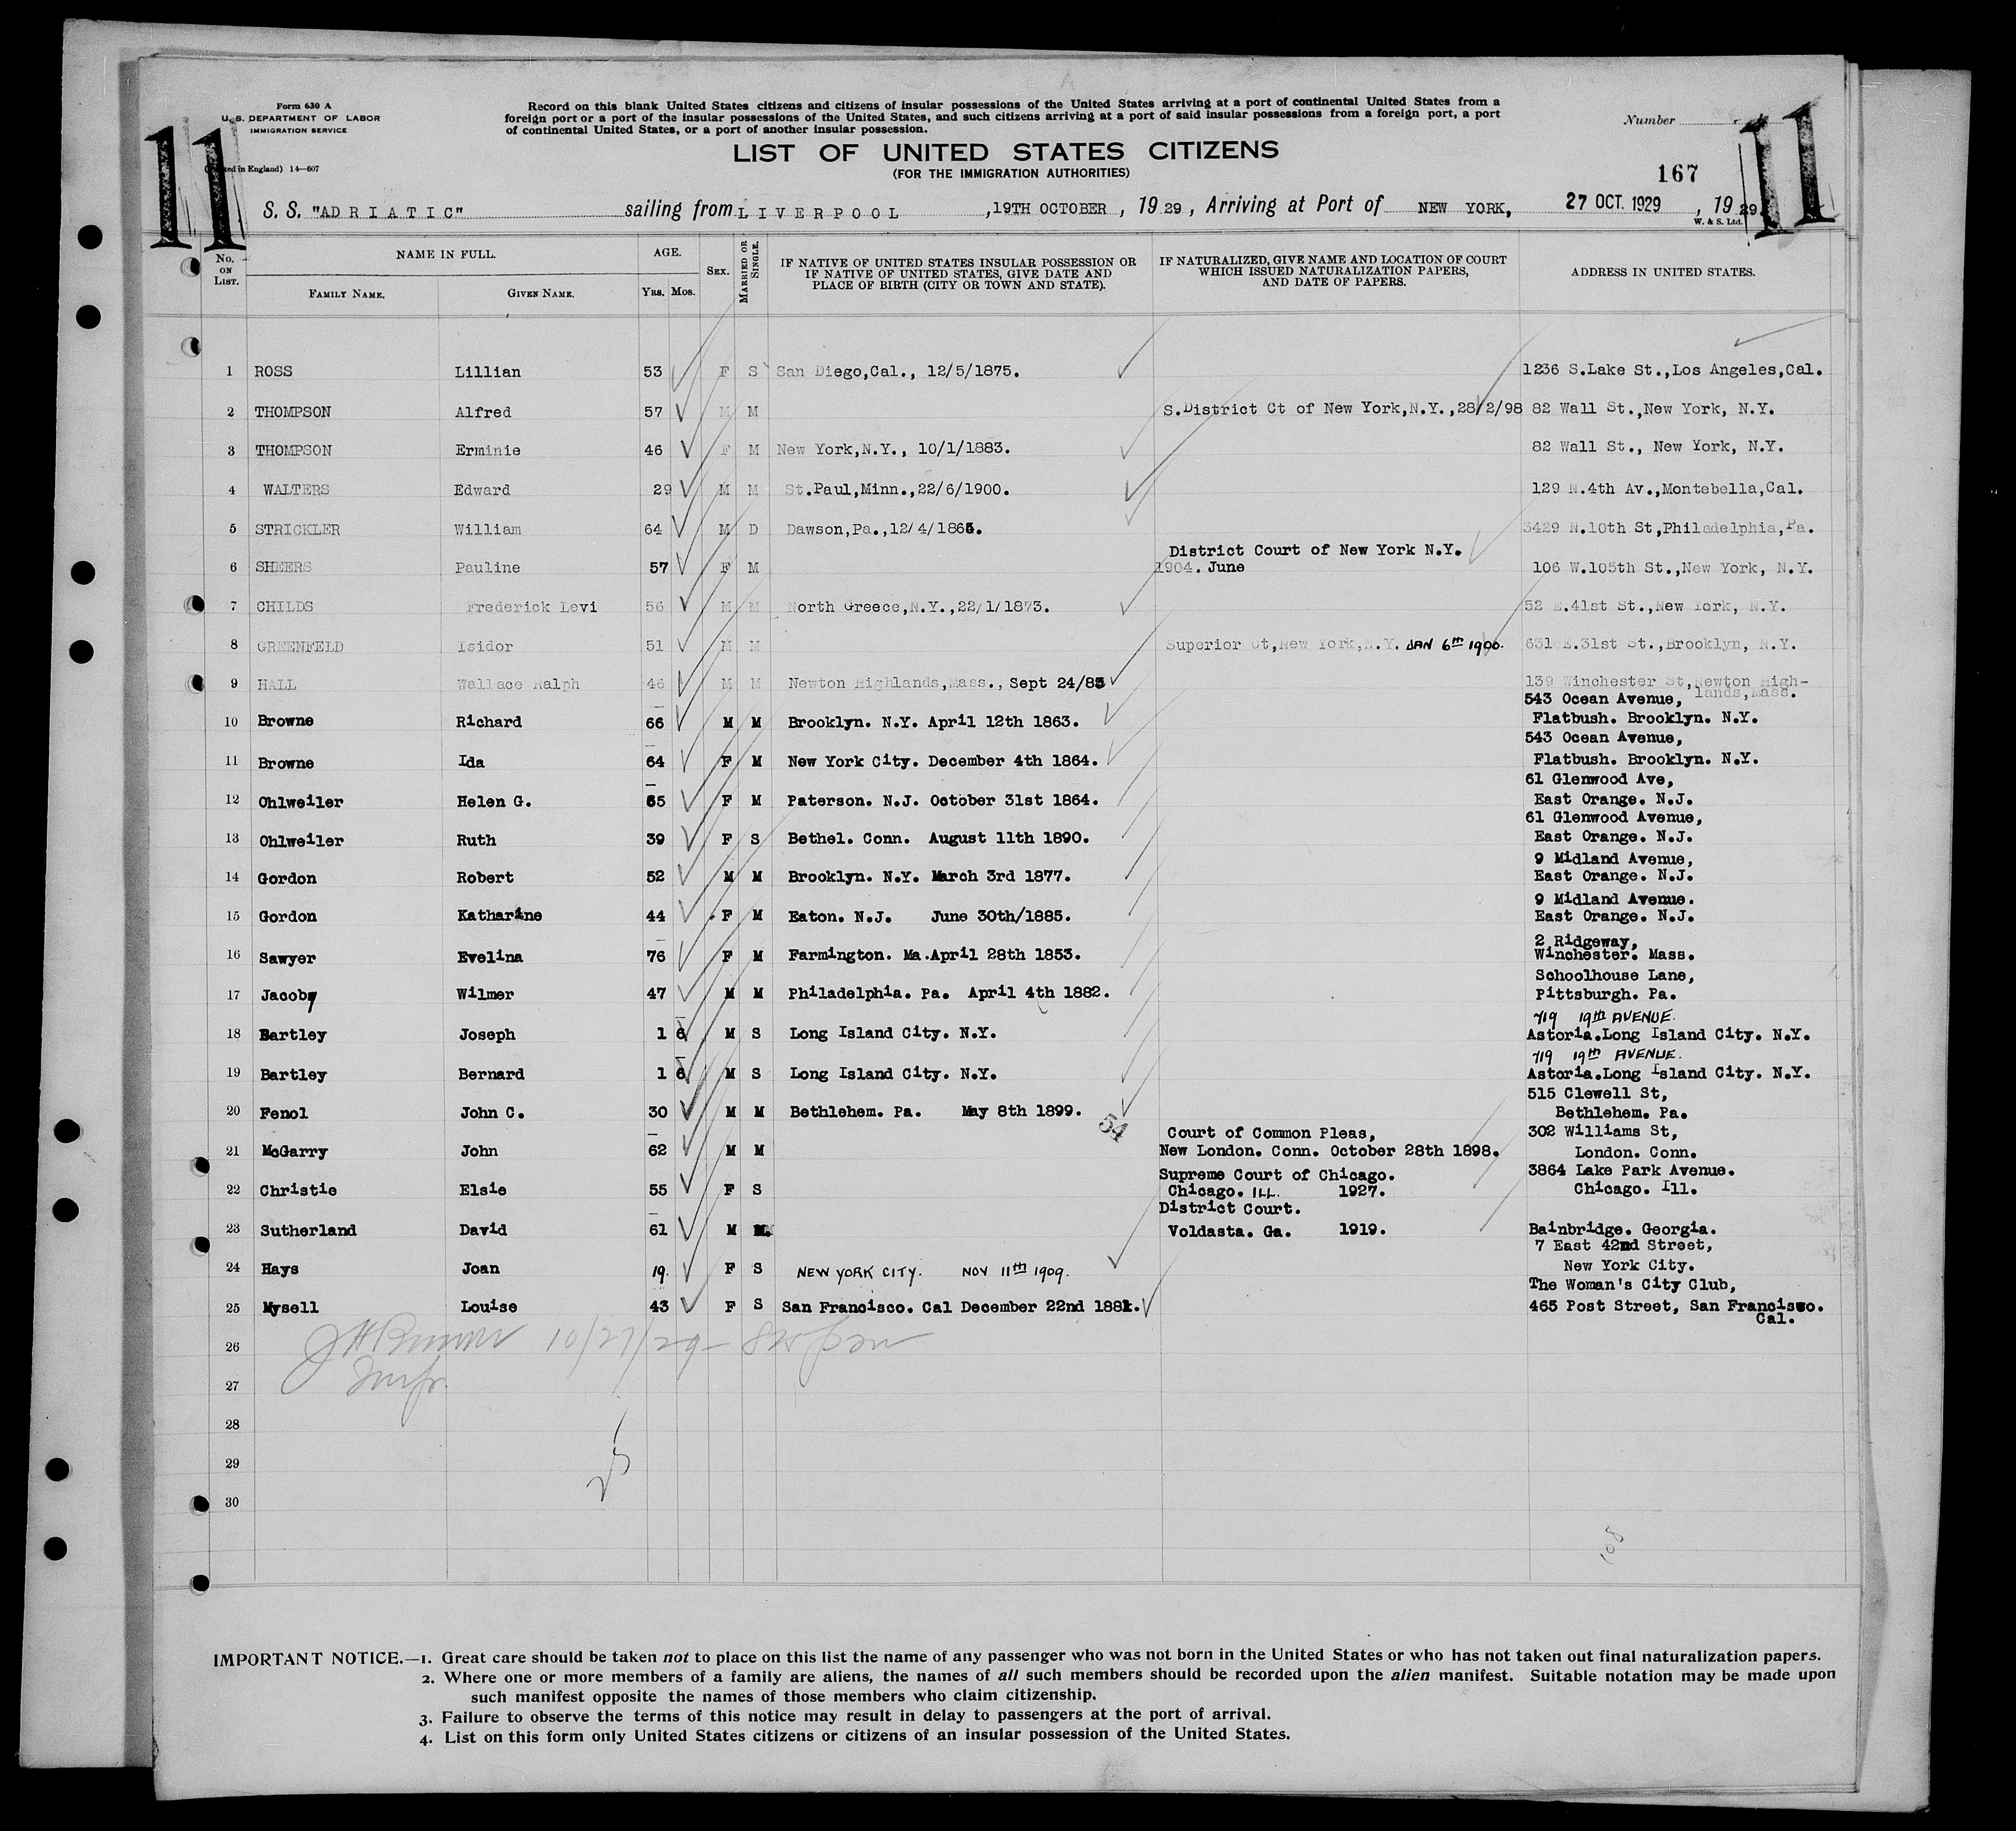 Form 630 A
U. S. DEPARTMENT OF LABOR
IMMIGRATION SERVICE
in England) 14—607
Record on this blank United States citizens and citizens of insular possessions of the United States arriving at a port of continental United States from a
foreign port or a port of the insular possessions of the United States, and such citizens arriving at a port of said insular possessions from a foreign port, a port
of continental United States, or a port of another insular possession.
Number
11
11
LIST OF UNITED STATES CITIZENS
(FOR THE IMMIGRATION AUTHORITIES)
167
S. S. "ADRIATIC" sailing from LIVERPOOL, 19TH OCTOBER, 19 29, Arriving at Port of NEW YORK, 27 OCT. 1929, 19 29
W. & S. Ltd.
No. ON LIST. NAME IN FULL. FAMILY NAME. GIVEN NAME. AGE. Yrs. Mos. SEX. MARRIED OR SINGLE. IF NATIVE OF UNITED STATES INSULAR POSSESSION OR IF NATIVE OF UNITED STATES, GIVE DATE AND PLACE OF BIRTH (CITY OR TOWN AND STATE). IF NATURALIZED, GIVE NAME AND LOCATION OF COURT WHICH ISSUED NATURALIZATION PAPERS, AND DATE OF PAPERS. ADDRESS IN UNITED STATES.
1 ROSS Lillian 53 F S San Diego,Cal., 12/5/1875. 1236 S.Lake St.,Los Angeles,Cal.
2 THOMPSON Alfred 57 M M S.District Ct of New York,N.Y.,28/2/98 82 Wall St.,New York, N.Y.
3 THOMPSON Erminie 46 F M New York,N.Y., 10/1/1883. 82 Wall St., New York, N.Y.
4 WALTERS Edward 29 M M St.Paul,Minn.,22/6/1900. 129 N.4th Av.,Montebella,Cal.
5 STRICKLER William 64 M D Dawson,Pa.,12/4/1865. 3429 N.10th St,Philadelphia,Pa.
District Court of New York N.Y.
6 SHEERS Pauline 57 F M 1904. June 106 W.105th St.,New York, N.Y.
7 CHILDS Frederick Levi 56 M M North Greece,N.Y.,22/1/1873. 52 E.41st St.,New York, N.Y.
8 GREENFELD Isidor 51 M M Superior Ct,New York,N.Y. JAN 6th 1900. 631 E.31st St.,Brooklyn, N.Y.
9 HALL Wallace Ralph 46 M M Newton Highlands,Mass., Sept 24/83 139 Winchester St,Newton High-
lands,Mass.
543 Ocean Avenue,
10 Browne Richard 66 M M Brooklyn. N.Y. April 12th 1863. Flatbush. Brooklyn. N.Y.
543 Ocean Avenue,
11 Browne Ida 64 F M New York City. December 4th 1864. Flatbush. Brooklyn. N.Y.
61 Glenwood Ave,
12 Ohlweiler Helen G. 65 F M Paterson. N.J. October 31st 1864. East Orange. N.J.
61 Glenwood Avenue,
13 Ohlweiler Ruth 39 F S Bethel. Conn. August 11th 1890. East Orange. N.J.
9 Midland Avenue,
14 Gordon Robert 52 M M Brooklyn. N.Y. March 3rd 1877. East Orange. N.J.
9 Midland Avenue.
15 Gordon Katharine 44 F M Eaton. N.J. June 30th/1885. East Orange. N.J.
2 Ridgeway,
16 Sawyer Evelina 76 F M Farmington. Ma.April 28th 1853. Winchester. Mass.
Schoolhouse Lane,
17 Jacoby Wilmer 47 M M Philadelphia. Pa. April 4th 1882. Pittsburgh. Pa.
719 19th AVENUE.
18 Bartley Joseph 1 6 M S Long Island City. N.Y. Astoria.Long Island City. N.Y.
719 19th AVENUE.
19 Bartley Bernard 1 6 M S Long Island City. N.Y. Astoria.Long Island City. N.Y.
515 Clewell St,
20 Fenol John C. 30 M M Bethlehem. Pa. May 8th 1899. Bethlehem. Pa.
54
Court of Common Pleas, 302 Williams St,
21 McGarry John 62 M M New London. Conn. October 28th 1898. London. Conn.
Supreme Court of Chicago. 3864 Lake Park Avenue.
22 Christie Elsie 55 F S Chicago. ILL. 1927. Chicago. Ill.
District Court.
23 Sutherland David 61 M M. Voldasta. Ga. 1919. Bainbridge. Georgia.
7 East 42nd Street,
24 Hays Joan 19. F S NEW YORK CITY. NOV 11th 1909. New York City.
The Woman's City Club,
25 Mysell Louise 43 F S San Francisco. Cal December 22nd 1881. 465 Post Street, San Francisco.
Cal.
26
10/27/29
27
28
29
25
30
108
IMPORTANT NOTICE.—1. Great care should be taken not to place on this list the name of any passenger who was not born in the United States or who has not taken out final naturalization papers.
2. Where one or more members of a family are aliens, the names of all such members should be recorded upon the alien manifest. Suitable notation may be made upon
such manifest opposite the names of those members who claim citizenship.
3. Failure to observe the terms of this notice may result in delay to passengers at the port of arrival.
4. List on this form only United States citizens or citizens of an insular possession of the United States.